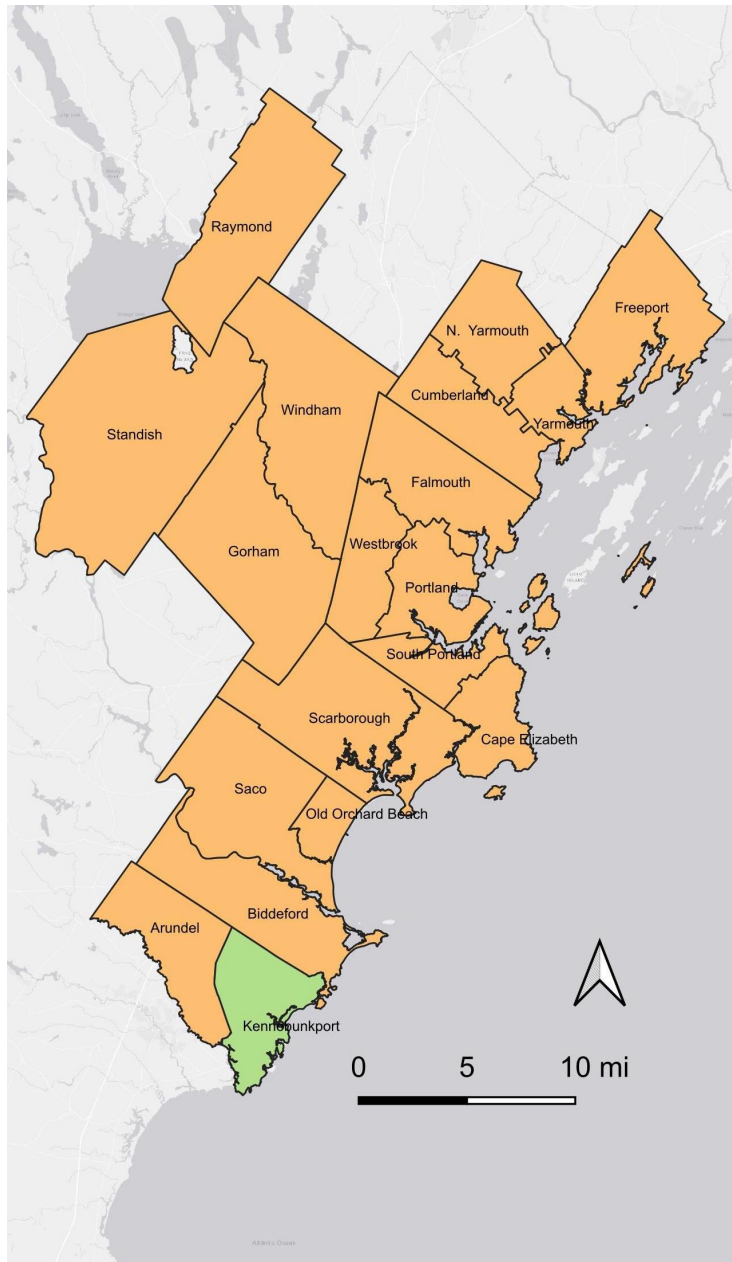 Raymond
Freeport
N. Yarmouth
Cumberland
Windham
Yarmouth
Standish
Falmouth
Westbrook
Gorham
Portland
South Portland
Scarborough
Cape Elizabeth
Saco
Old Orchard Beach
Biddeford
Arundel
Kennebunkport
0 5 10 mi